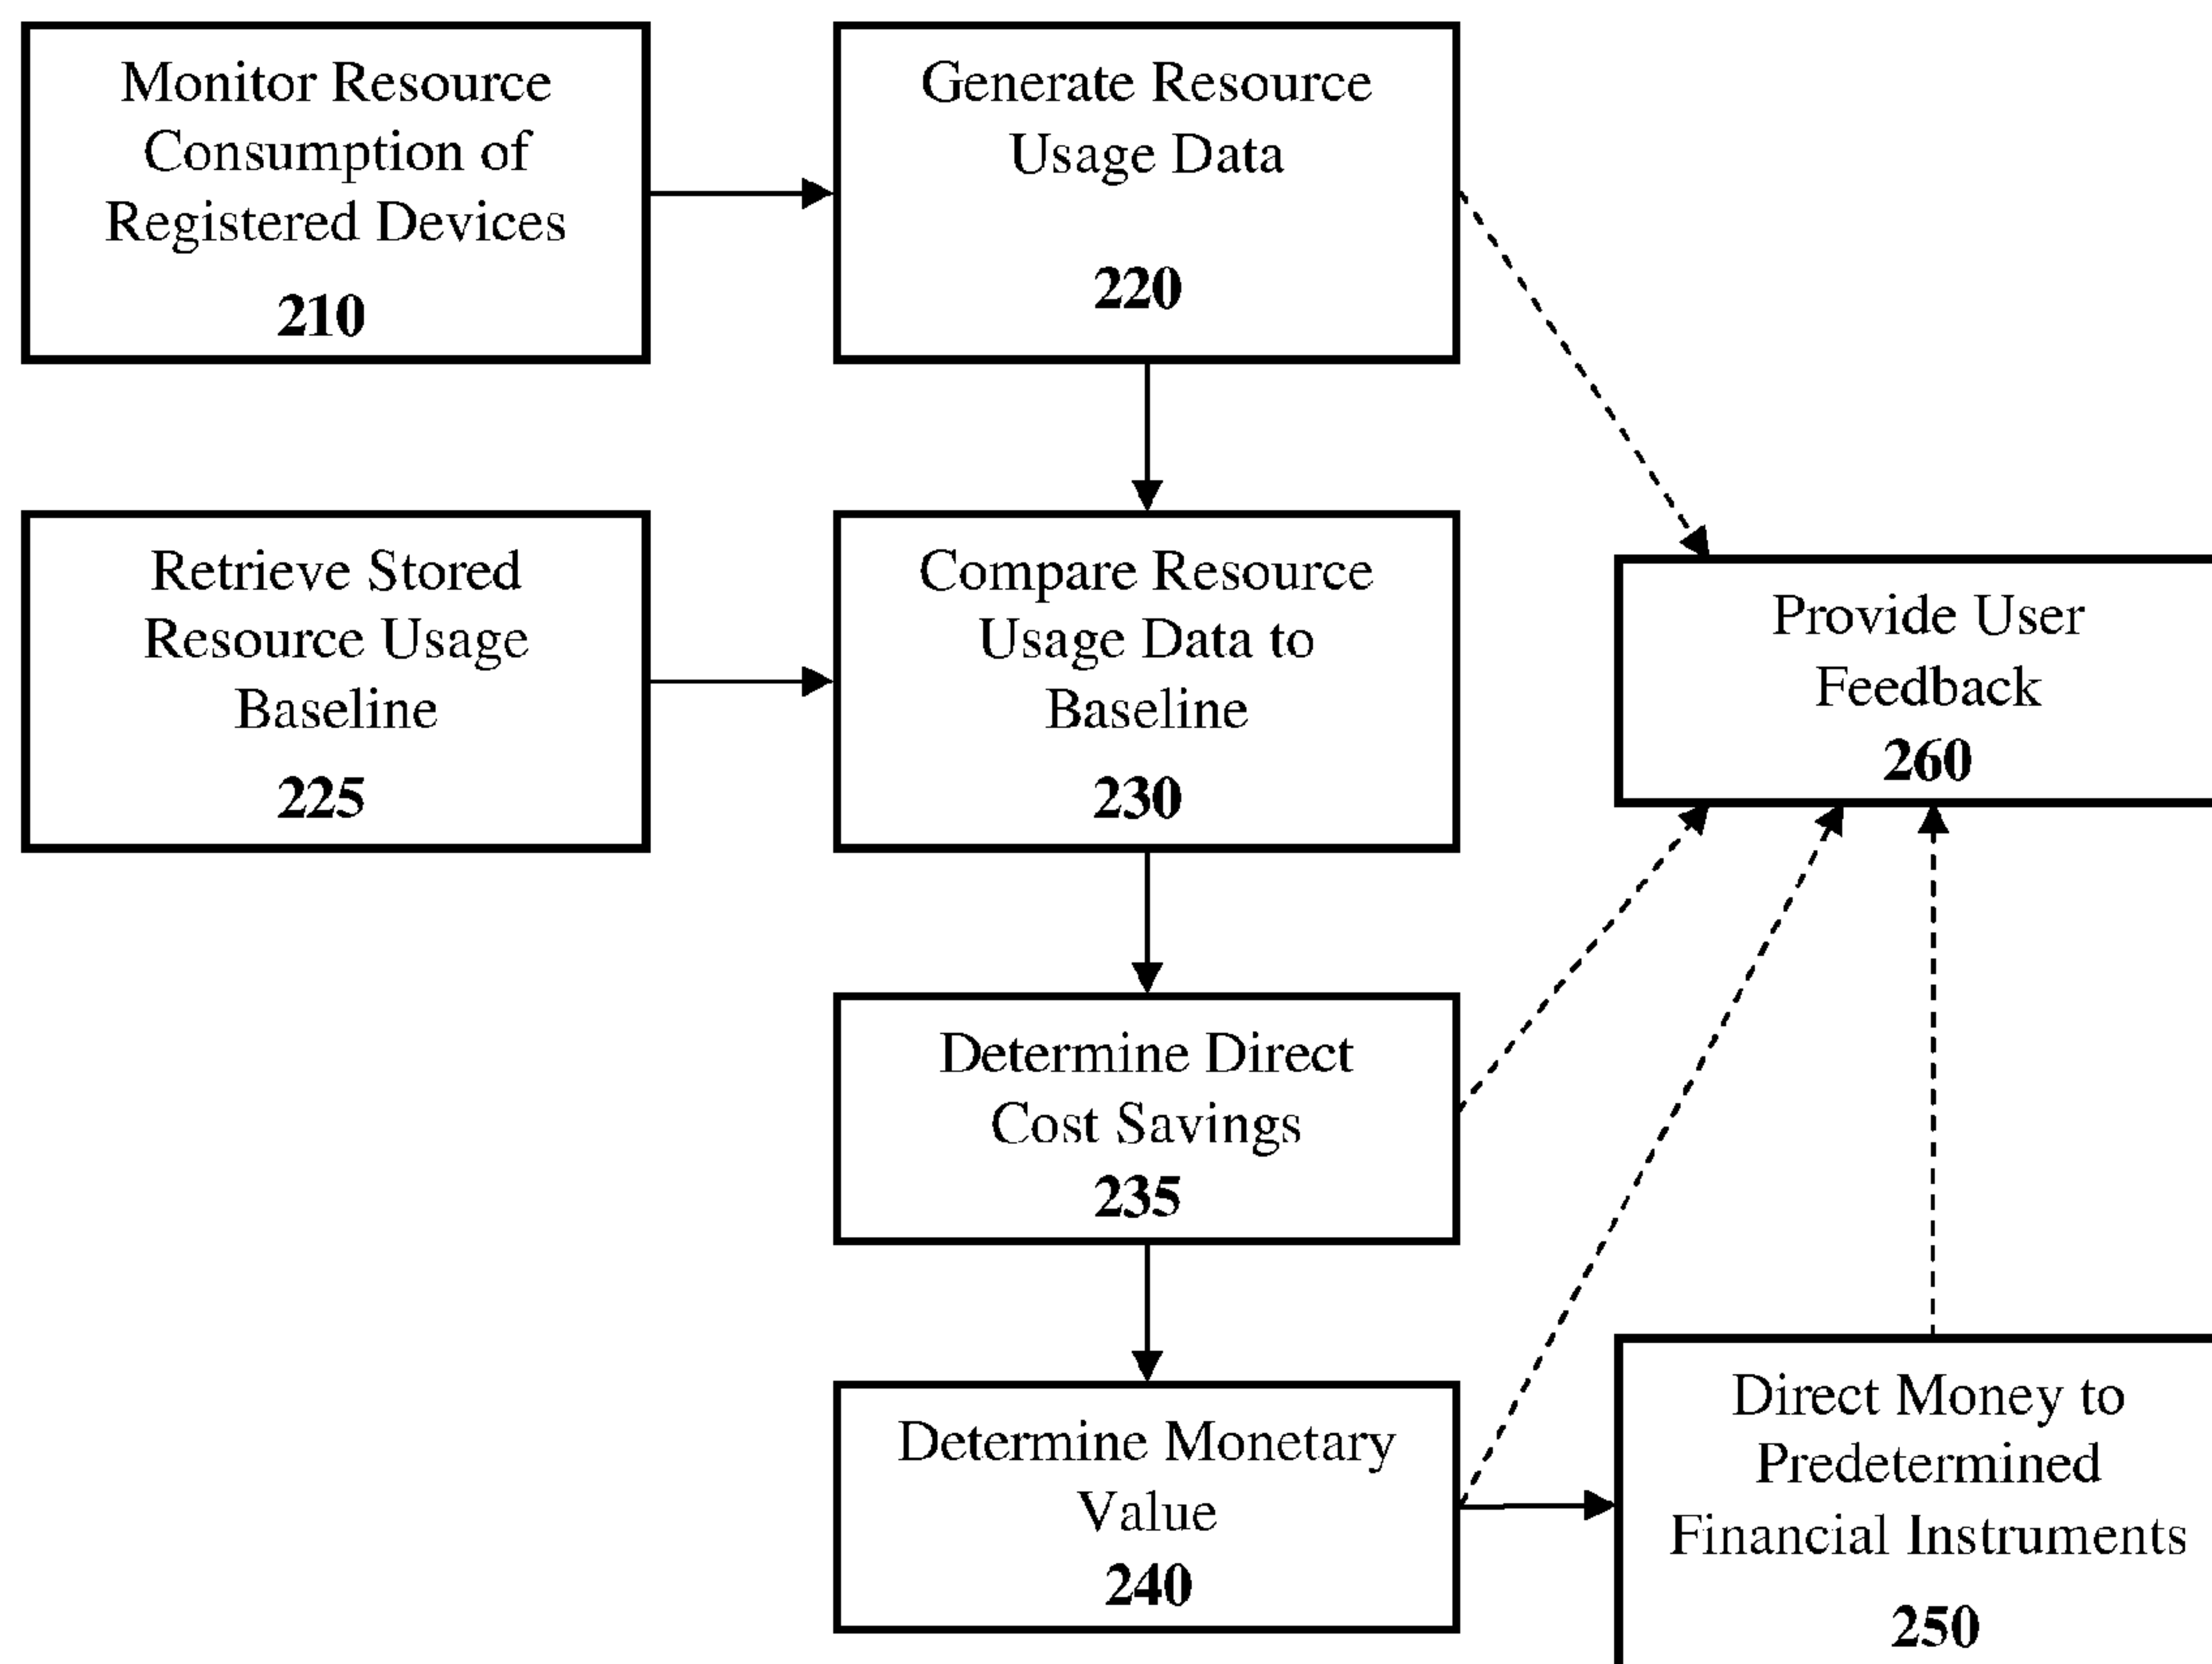 Monitor Resource
Consumption of
Registered Devices
210
Generate Resource
Usage Data
220
Retrieve Stored
Resource Usage
Baseline
225
Compare Resource
Usage Data to
Baseline
230
Provide User
Feedback
260
Determine Direct
Cost Savings
235
Determine Monetary
Value
240
Direct Money to
Predetermined
Financial Instruments
250